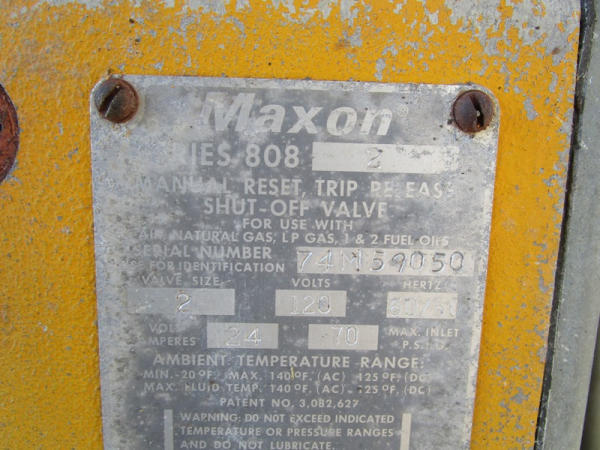 Maxon
SERIES 808 2
MANUAL RESET, TRIP RELEASE
SHUT-OFF VALVE
FOR USE WITH
AIR, NATURAL GAS, LP GAS, 1 & 2 FUEL OILS
SERIAL NUMBER
FOR IDENTIFICATION 74M159050
VALVE SIZE VOLTS HERTZ
2 120
VOLT MAX. INLET
AMPERES 24 70 P.S.I.G.
AMBIENT TEMPERATURE RANGE:
MIN. -20°F. MAX. 140°F. (AC) 125°F. (DC)
MAX. FLUID TEMP. 140°F. (AC) 125°F. (DC)
PATENT NO. 3,082,627
WARNING: DO NOT EXCEED INDICATED
TEMPERATURE OR PRESSURE RANGES
AND DO NOT LUBRICATE.